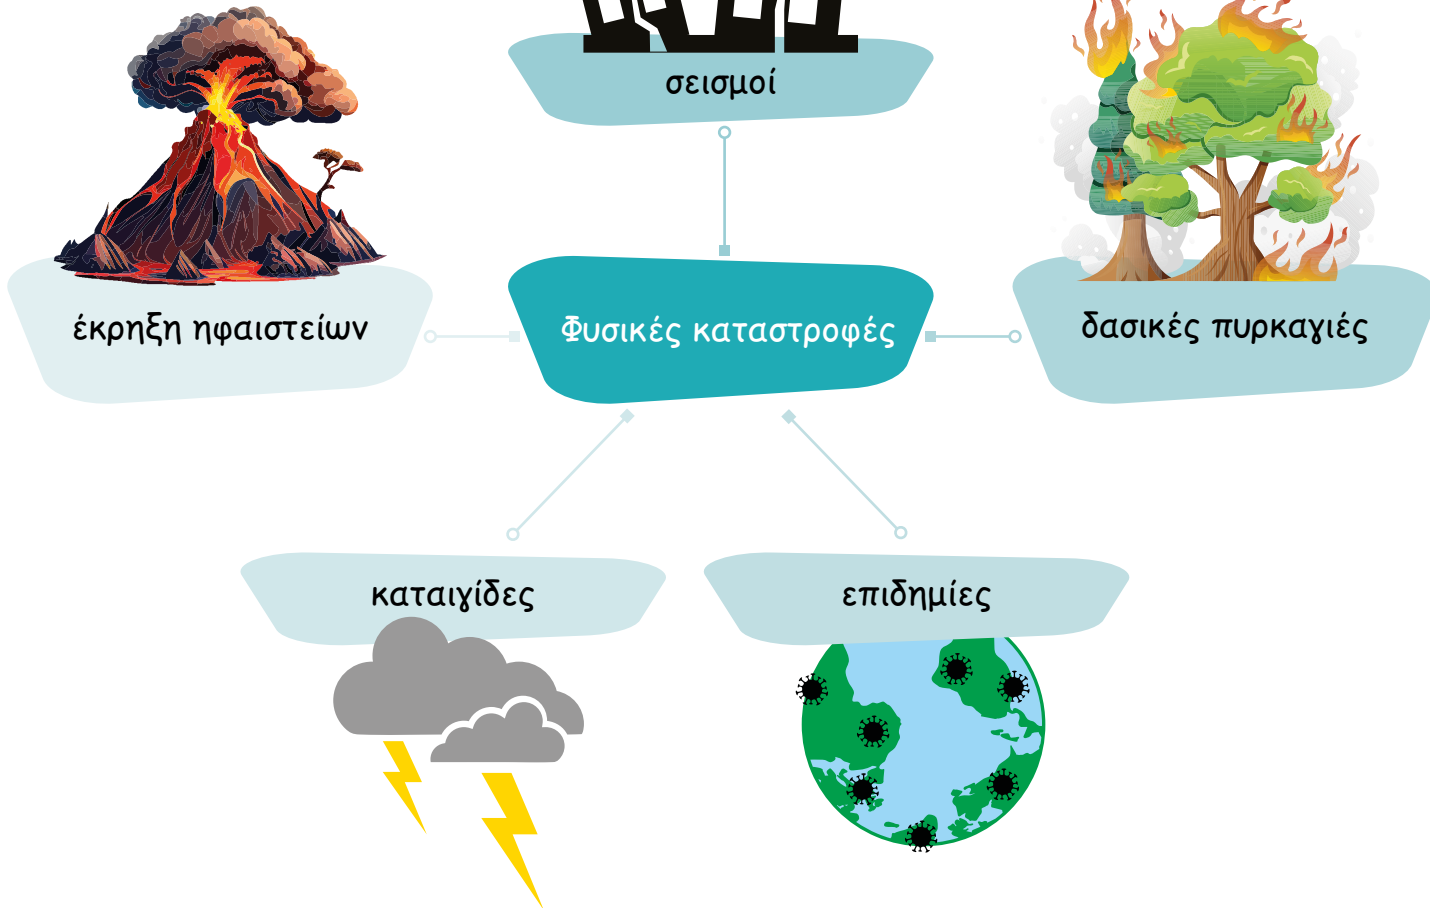 σεισμοί
έκρηξη ηφαιστείων
Φυσικές καταστροφές
δασικές πυρκαγιές
καταιγίδες
επιδημίες